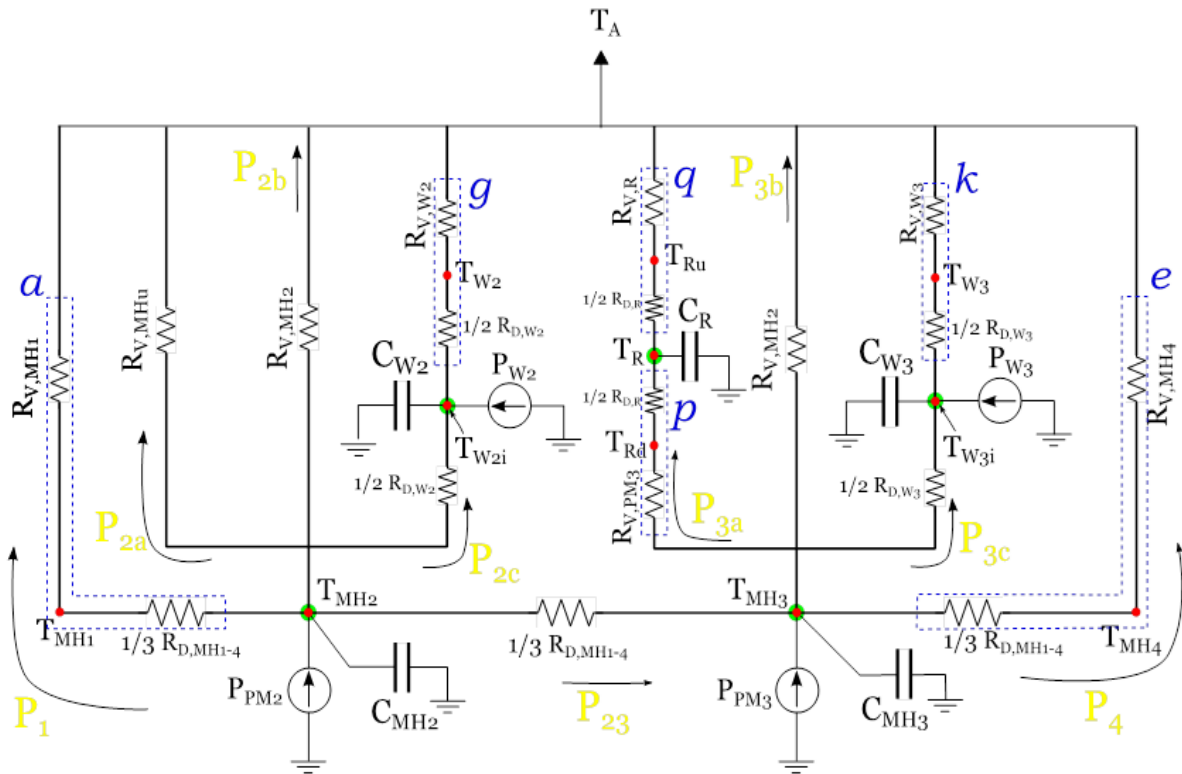 T_A
P_2b
g
q
P_3b
k
R_V,W2
R_V,R
R_V,W3
a
T_W2
T_Ru
T_W3
e
R_V,MH1
R_V,MHu
R_V,MH2
1/2 R_D,W2
1/2 R_D,R
C_R
R_V,MH2
1/2 R_D,W3
R_V,MH4
C_W2
P_W2
T_R
C_W3
P_W3
1/2 R_D,R
p
T_W2i
T_Rd
T_W3i
1/2 R_D,W2
R_V,PM3
1/2 R_D,W3
P_2a
P_2c
P_3a
P_3c
T_MH2
T_MH3
T_MH1
1/3 R_D,MH1-4
1/3 R_D,MH1-4
1/3 R_D,MH1-4
T_MH4
P_PM2
C_MH2
P_PM3
C_MH3
P_1
P_23
P_4